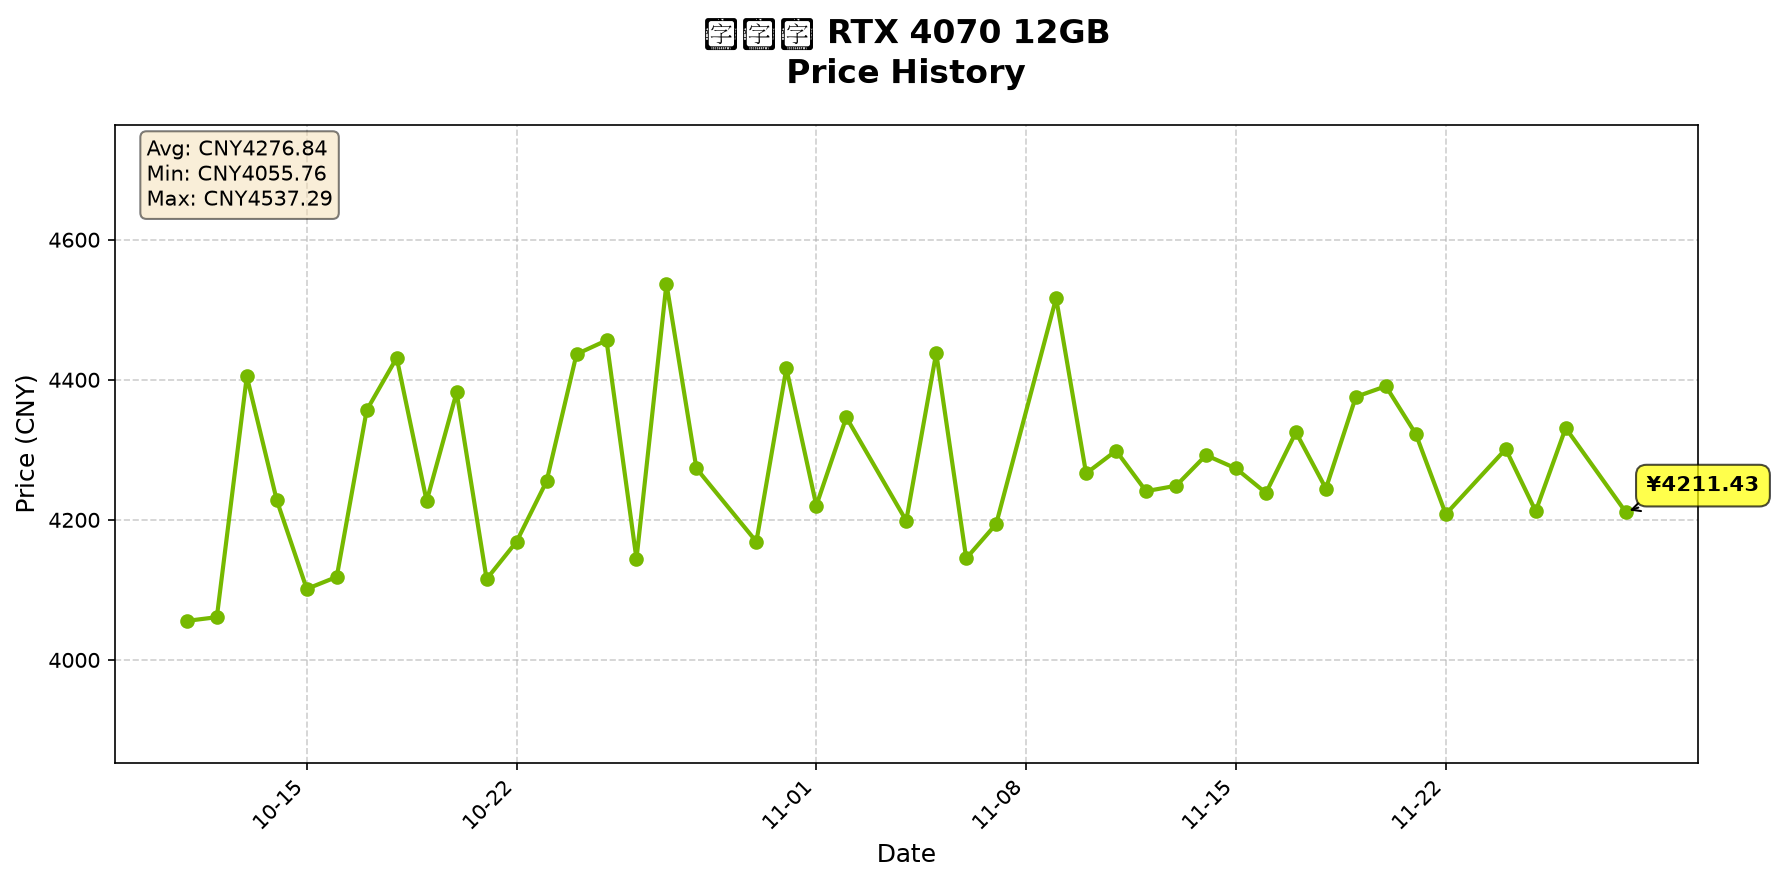 RTX 4070 12GB
Price History
Avg: CNY4276.84
Min: CNY4055.76
Max: CNY4537.29
Price (CNY)
4600
4400
4200
4000
¥4211.43
10-15
10-22
11-01
11-08
11-15
11-22
Date